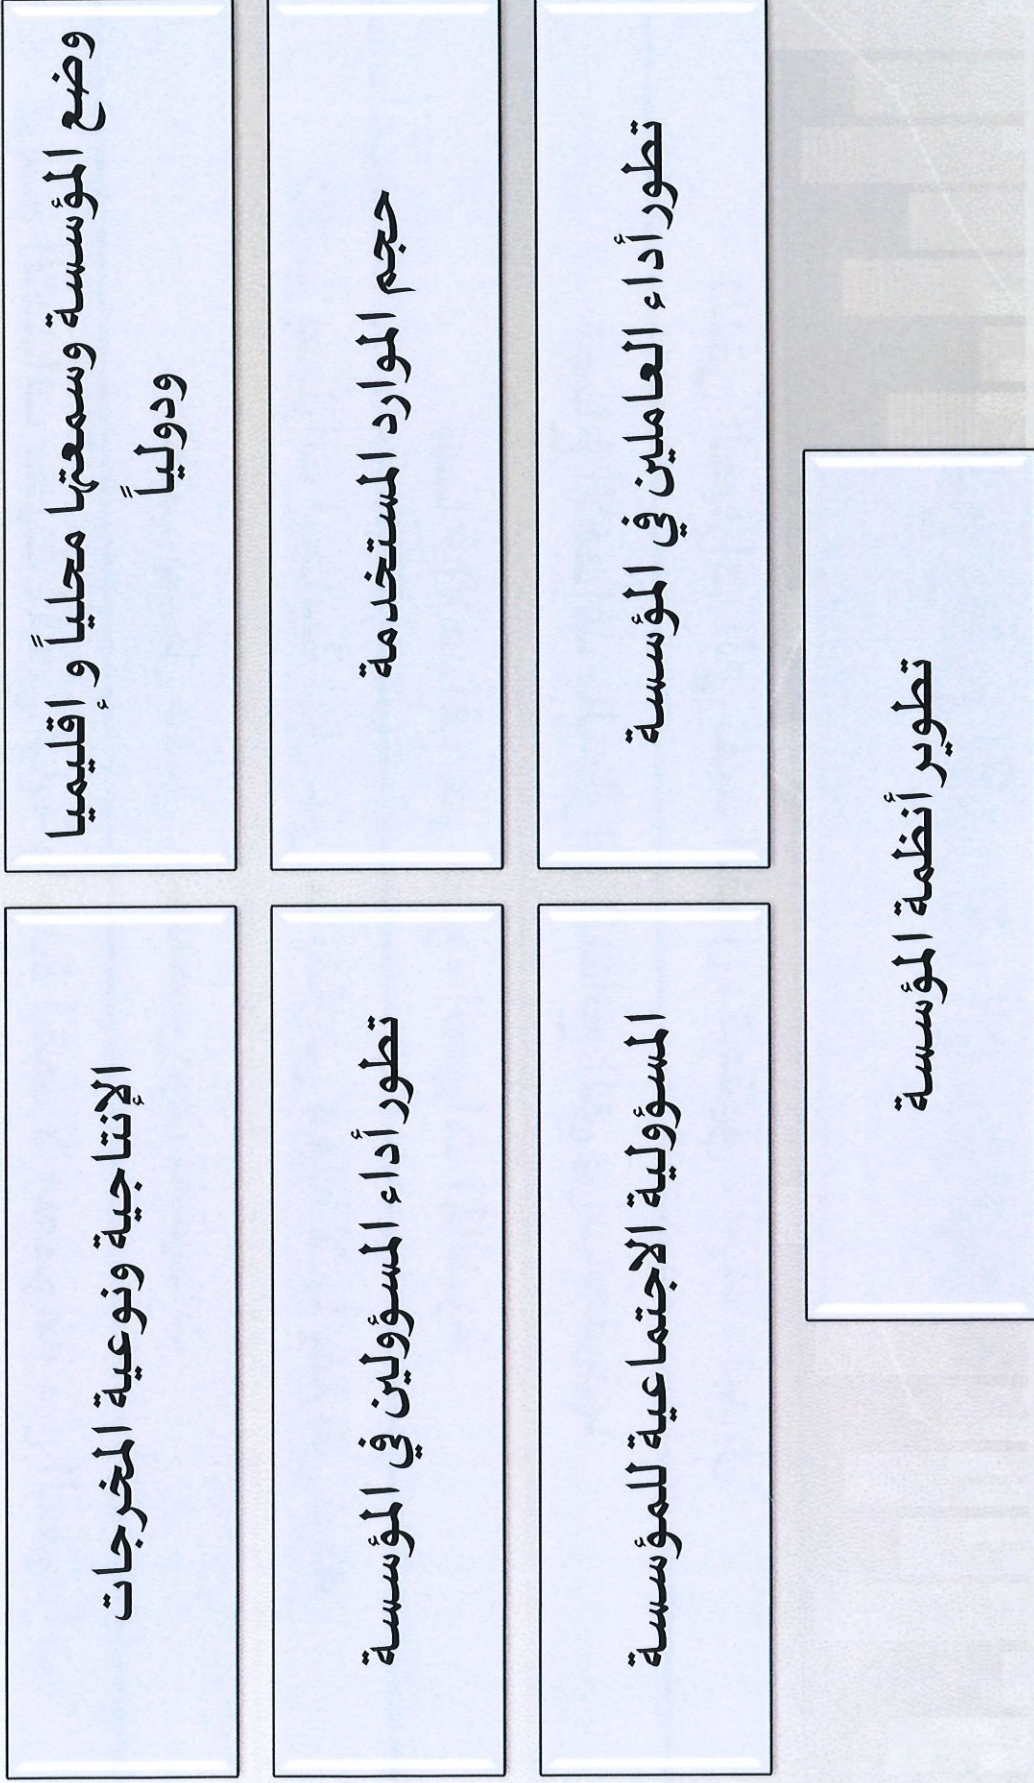 وضع المؤسسة وسمعتها محلياً و إقليميا
ودولياً
الإنتاجية ونوعية المخرجات
حجم الموارد المستخدمة
تطور أداء المسؤولين في المؤسسة
تطور أداء العاملين في المؤسسة
المسؤولية الاجتماعية للمؤسسة
تطوير أنظمة المؤسسة